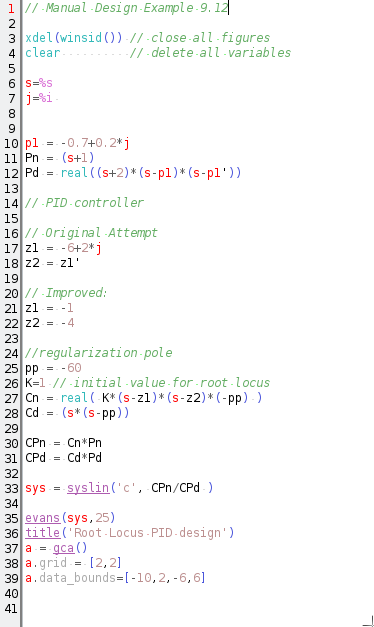 1 // Manual Design Example 9.12
2
3 xdel(winsid()) // close all figures
4 clear // delete all variables
5
6 s=%s
7 j=%i
8
9
10 p1 = -0.7+0.2*j
11 Pn = (s+1)
12 Pd = real((s+2)*(s-p1)*(s-p1'))
13
14 // PID controller
15
16 // Original Attempt
17 z1 = -6+2*j
18 z2 = z1'
19
20 // Improved:
21 z1 = -1
22 z2 = -4
23
24 //regularization pole
25 pp = -60
26 K=1 // initial value for root locus
27 Cn = real( K*(s-z1)*(s-z2)*(-pp) )
28 Cd = (s*(s-pp))
29
30 CPn = Cn*Pn
31 CPd = Cd*Pd
32
33 sys = syslin('c', CPn/CPd )
34
35 evans(sys,25)
36 title('Root Locus PID design')
37 a = gca()
38 a.grid = [2,2]
39 a.data_bounds=[-10,2,-6,6]
40
41